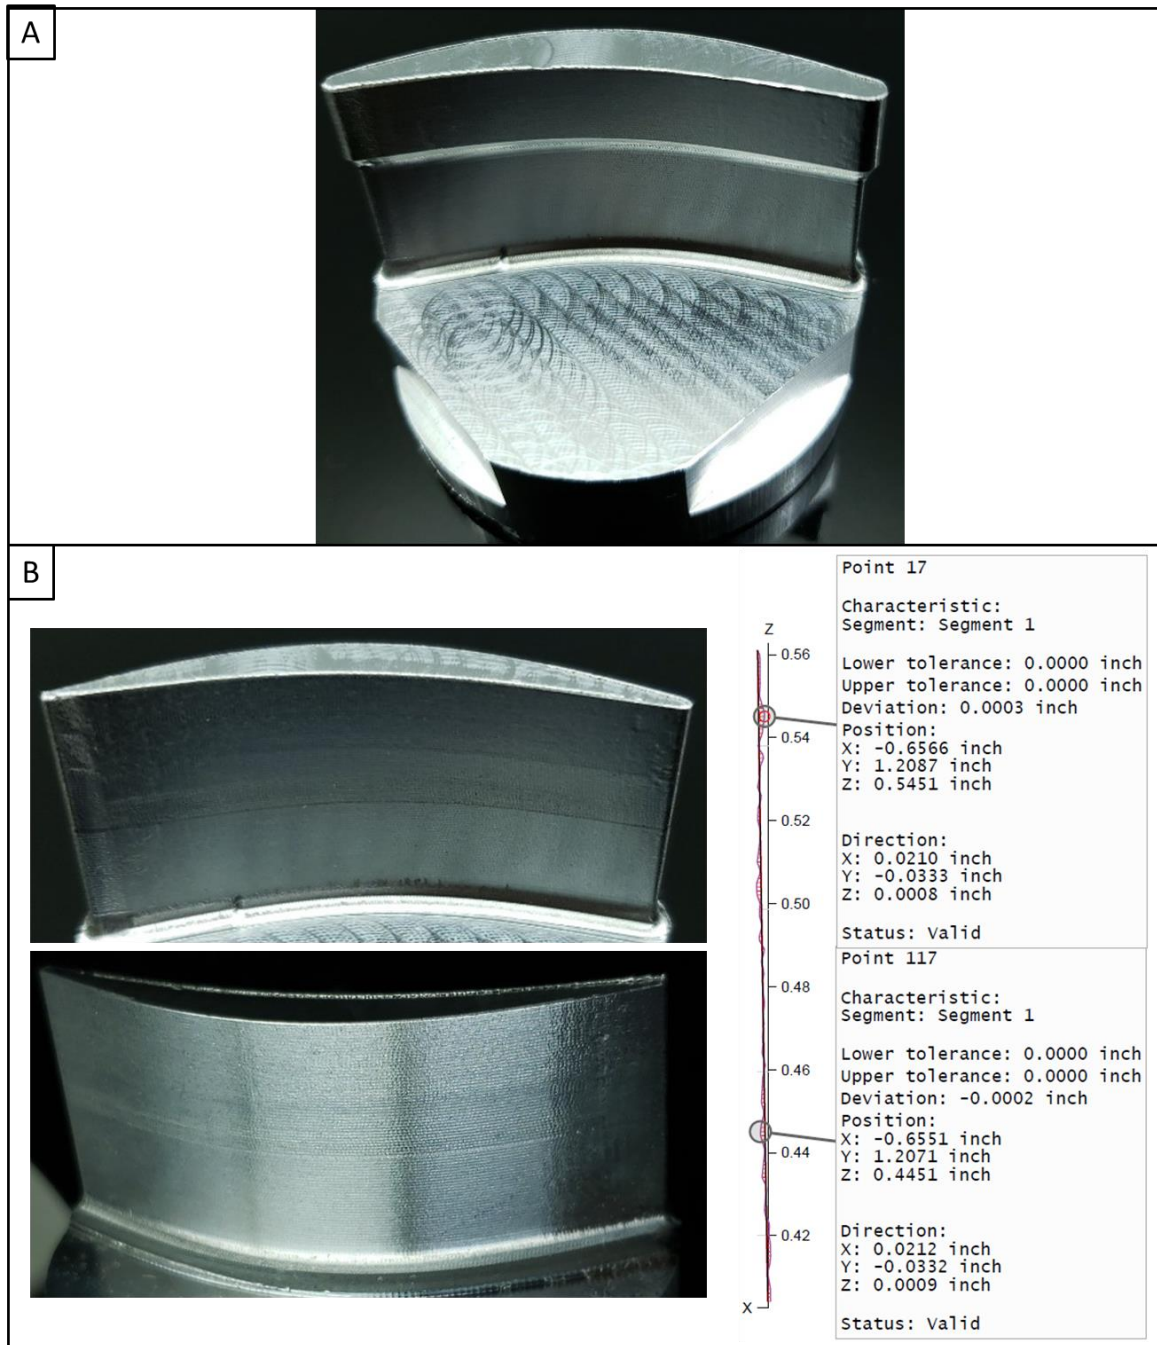 A
B
Z
0.56
0.54
0.52
0.50
0.48
0.46
0.44
0.42
X
Point 17
Characteristic:
Segment: Segment 1
Lower tolerance: 0.0000 inch
Upper tolerance: 0.0000 inch
Deviation: 0.0003 inch
Position:
X: -0.6566 inch
Y: 1.2087 inch
Z: 0.5451 inch
Direction:
X: 0.0210 inch
Y: -0.0333 inch
Z: 0.0008 inch
Status: Valid
Point 117
Characteristic:
Segment: Segment 1
Lower tolerance: 0.0000 inch
Upper tolerance: 0.0000 inch
Deviation: -0.0002 inch
Position:
X: -0.6551 inch
Y: 1.2071 inch
Z: 0.4451 inch
Direction:
X: 0.0212 inch
Y: -0.0332 inch
Z: 0.0009 inch
Status: Valid